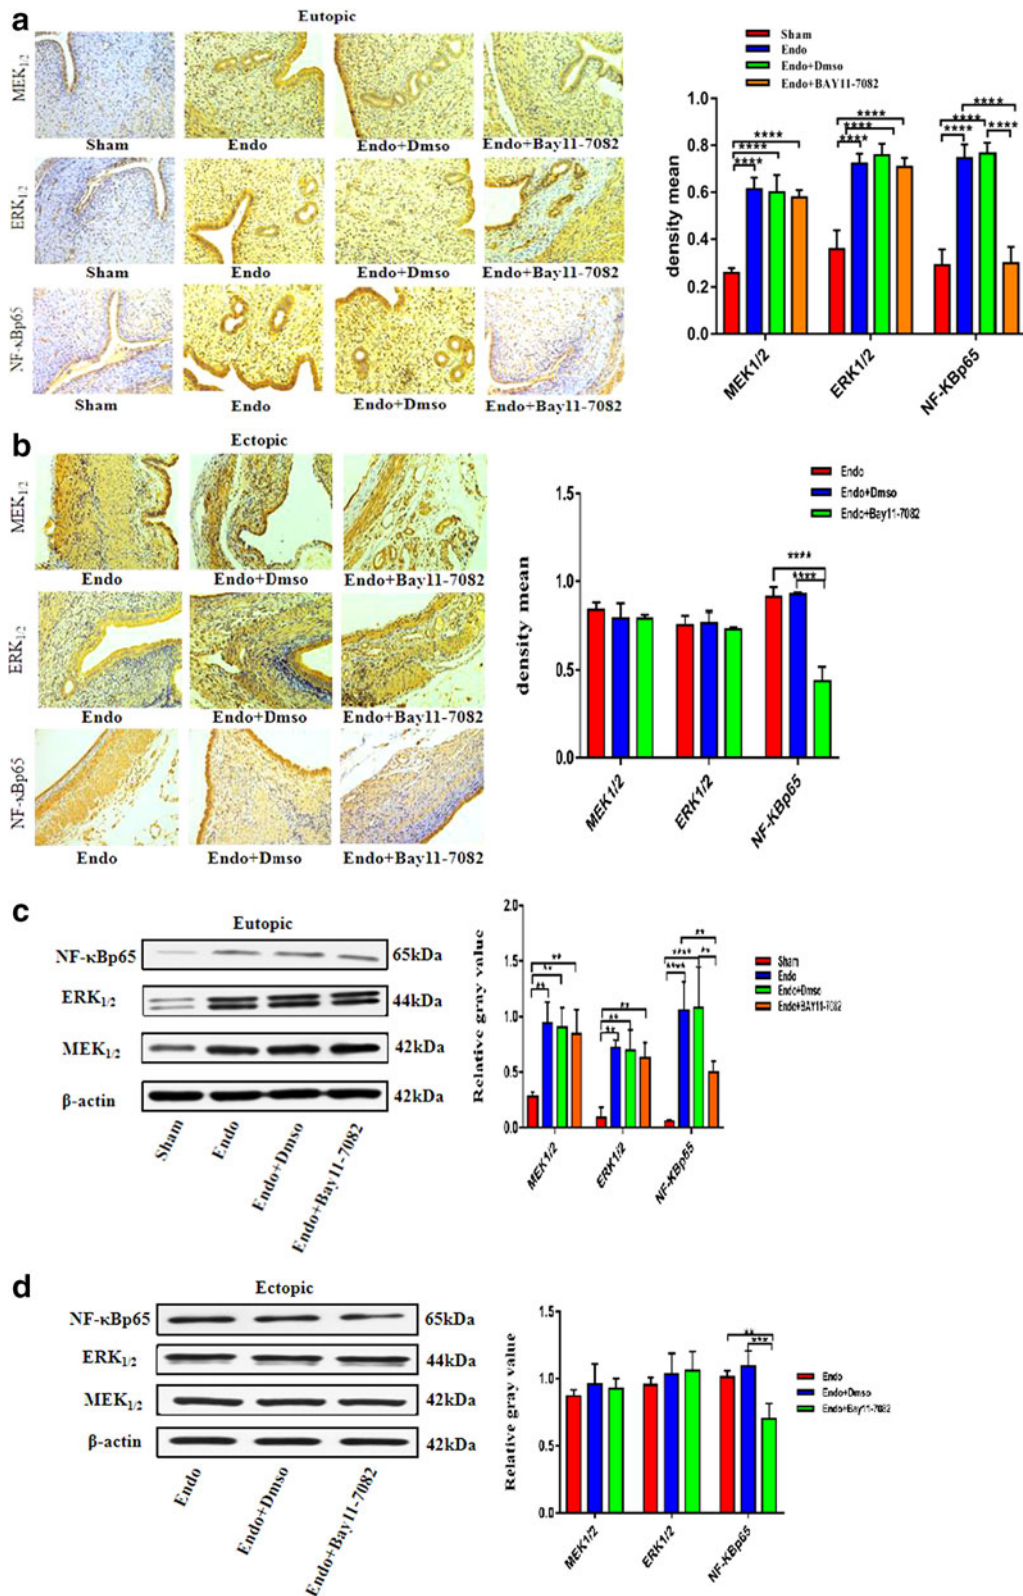 a
Eutopic
MEK1/2
Sham
Endo
Endo+Dmso
Endo+Bay11-7082
ERK1/2
Sham
Endo
Endo+Dmso
Endo+Bay11-7082
NF-κBp65
Sham
Endo
Endo+Dmso
Endo+Bay11-7082
Sham
Endo
Endo+Dmso
Endo+BAY11-7082
density mean
1.0
0.8
0.6
0.4
0.2
0.0
****
****
****
****
****
****
****
****
****
****
MEK1/2
ERK1/2
NF-KBp65
b
Ectopic
MEK1/2
Endo
Endo+Dmso
Endo+Bay11-7082
ERK1/2
Endo
Endo+Dmso
Endo+Bay11-7082
NF-κBp65
Endo
Endo+Dmso
Endo+Bay11-7082
Endo
Endo+Dmso
Endo+Bay11-7082
density mean
1.5
1.0
0.5
0.0
****
****
MEK1/2
ERK1/2
NF-KBp65
c
Eutopic
NF-κBp65
65kDa
ERK1/2
44kDa
MEK1/2
42kDa
β-actin
42kDa
Sham
Endo
Endo+Dmso
Endo+Bay11-7082
Relative gray value
2.0
1.5
1.0
0.5
0.0
**
**
**
**
**
**
**
****
****
**
MEK1/2
ERK1/2
NF-KBp65
Sham
Endo
Endo+Dmso
Endo+BAY11-7082
d
Ectopic
NF-κBp65
65kDa
ERK1/2
44kDa
MEK1/2
42kDa
β-actin
42kDa
Endo
Endo+Dmso
Endo+Bay11-7082
Relative gray value
1.5
1.0
0.5
0.0
**
***
MEK1/2
ERK1/2
NF-KBp65
Endo
Endo+Dmso
Endo+Bay11-7082